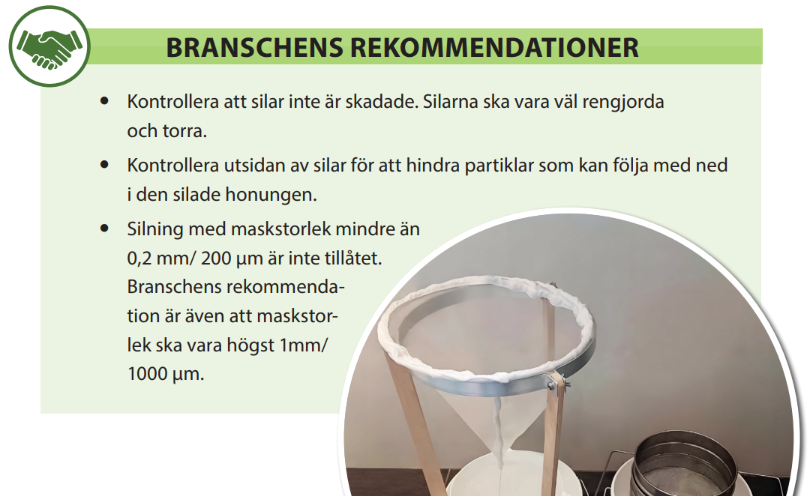 BRANSCHENS REKOMMENDATIONER
• Kontrollera att silar inte är skadade. Silarna ska vara väl rengjorda
och torra.
• Kontrollera utsidan av silar för att hindra partiklar som kan följa med ned
i den silade honungen.
• Silning med maskstorlek mindre än
0,2 mm/ 200 µm är inte tillåtet.
Branschens rekommenda-
tion är även att maskstor-
lek ska vara högst 1mm/
1000 µm.